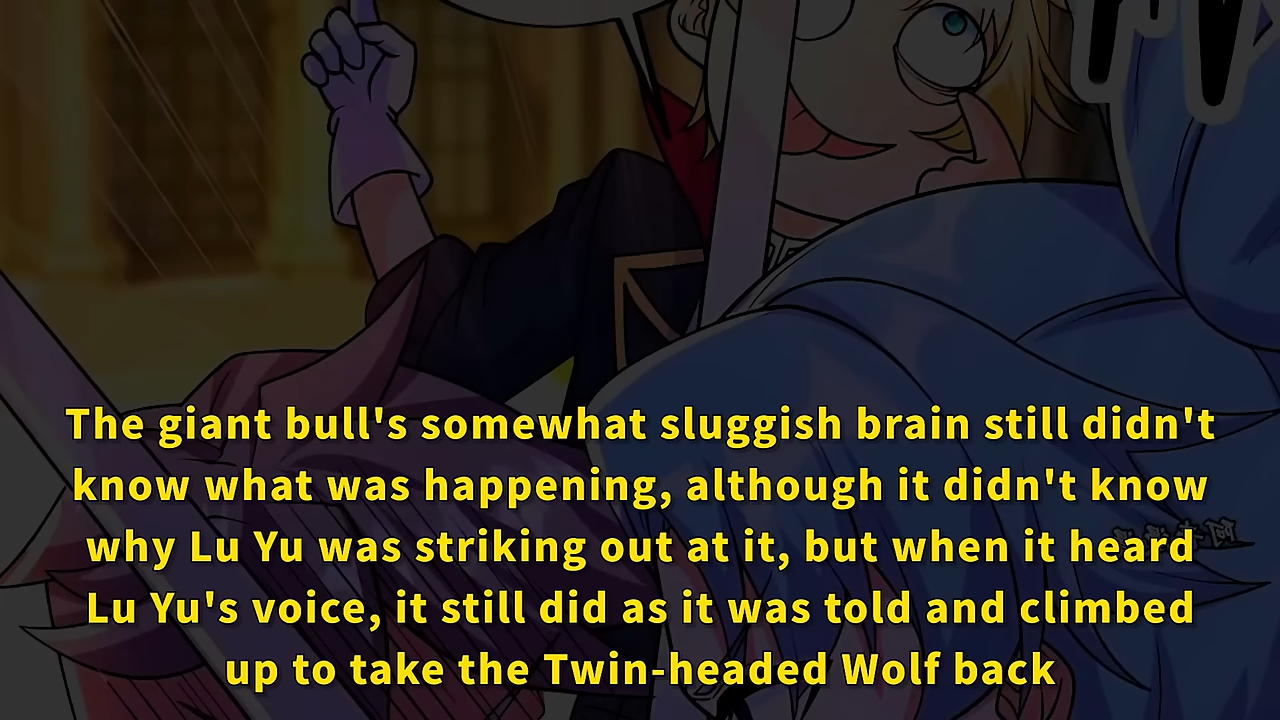 The giant bull's somewhat sluggish brain still didn't
know what was happening, although it didn't know
why Lu Yu was striking out at it, but when it heard
Lu Yu's voice, it still did as it was told and climbed
up to take the Twin-headed Wolf back